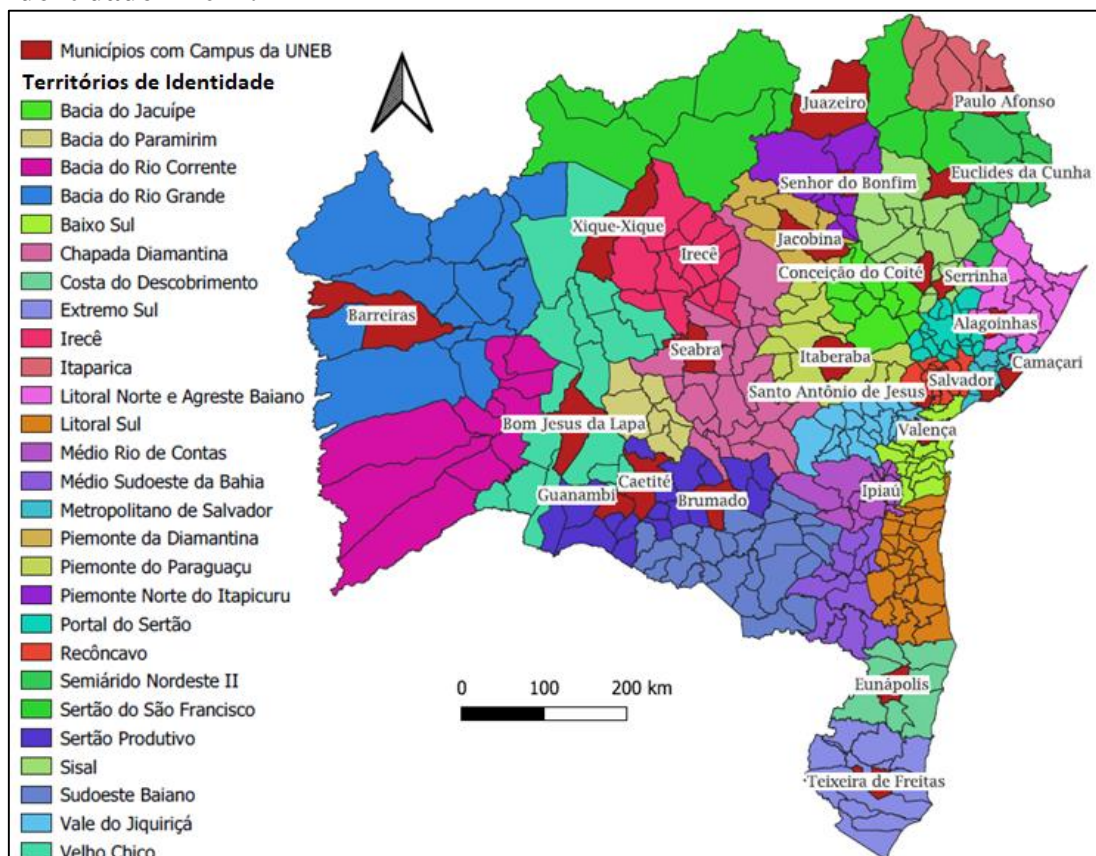 Municípios com Campus da UNEB
Territórios de Identidade
Bacia do Jacuípe
Bacia do Paramirim
Bacia do Rio Corrente
Bacia do Rio Grande
Baixo Sul
Chapada Diamantina
Costa do Descobrimento
Extremo Sul
Irecê
Itaparica
Litoral Norte e Agreste Baiano
Litoral Sul
Médio Rio de Contas
Médio Sudoeste da Bahia
Metropolitano de Salvador
Piemonte da Diamantina
Piemonte do Paraguaçu
Piemonte Norte do Itapicuru
Portal do Sertão
Recôncavo
Semiárido Nordeste II
Sertão do São Francisco
Sertão Produtivo
Sisal
Sudoeste Baiano
Vale do Jiquiriçá
Velho Chico
Juazeiro
Paulo Afonso
Senhor do Bonfim
Euclides da Cunha
Xique-Xique
Jacobina
Irecê
Conceição do Coité
Serrinha
Barreiras
Alagoinhas
Seabra
Itaberaba
Camaçari
Santo Antônio de Jesus
Salvador
Bom Jesus da Lapa
Valença
Guanambi
Caetité
Brumado
Ipiaú
Eunápolis
Teixeira de Freitas
0 100 200 km